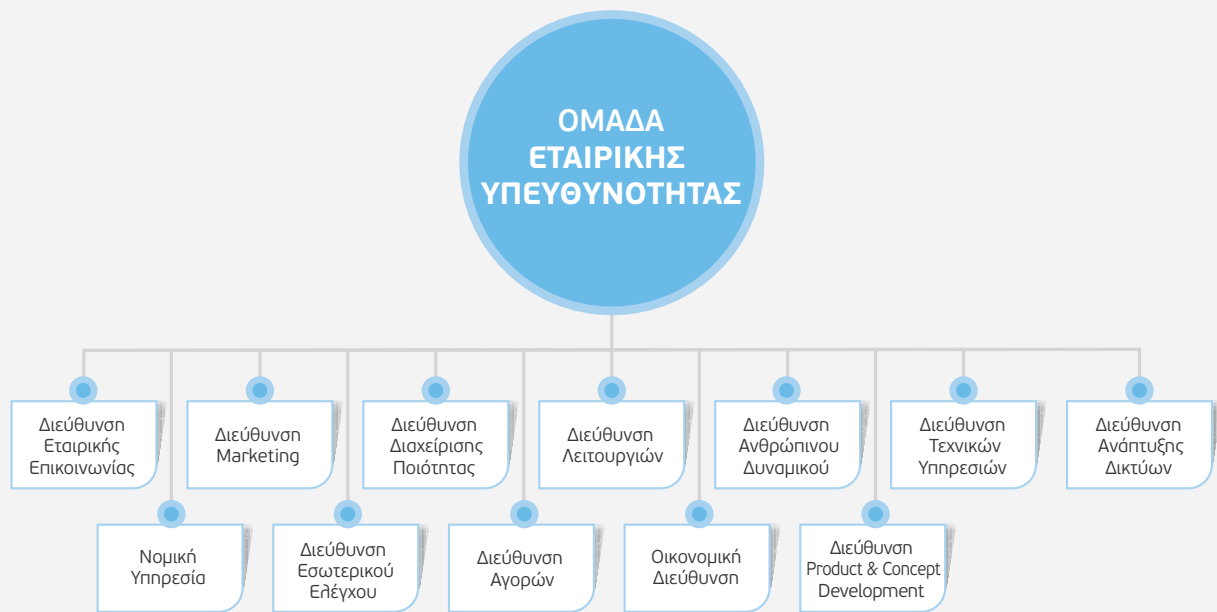 ΟΜΑΔΑ
ΕΤΑΙΡΙΚΗΣ
ΥΠΕΥΘΥΝΟΤΗΤΑΣ
Διεύθυνση
Εταιρικής
Επικοινωνίας
Διεύθυνση
Marketing
Διεύθυνση
Διαχείρισης
Ποιότητας
Διεύθυνση
Λειτουργιών
Διεύθυνση
Ανθρώπινου
Δυναμικού
Διεύθυνση
Τεχνικών
Υπηρεσιών
Διεύθυνση
Ανάπτυξης
Δικτύων
Νομική
Υπηρεσία
Διεύθυνση
Εσωτερικού
Ελέγχου
Διεύθυνση
Αγορών
Οικονομική
Διεύθυνση
Διεύθυνση
Product & Concept
Development